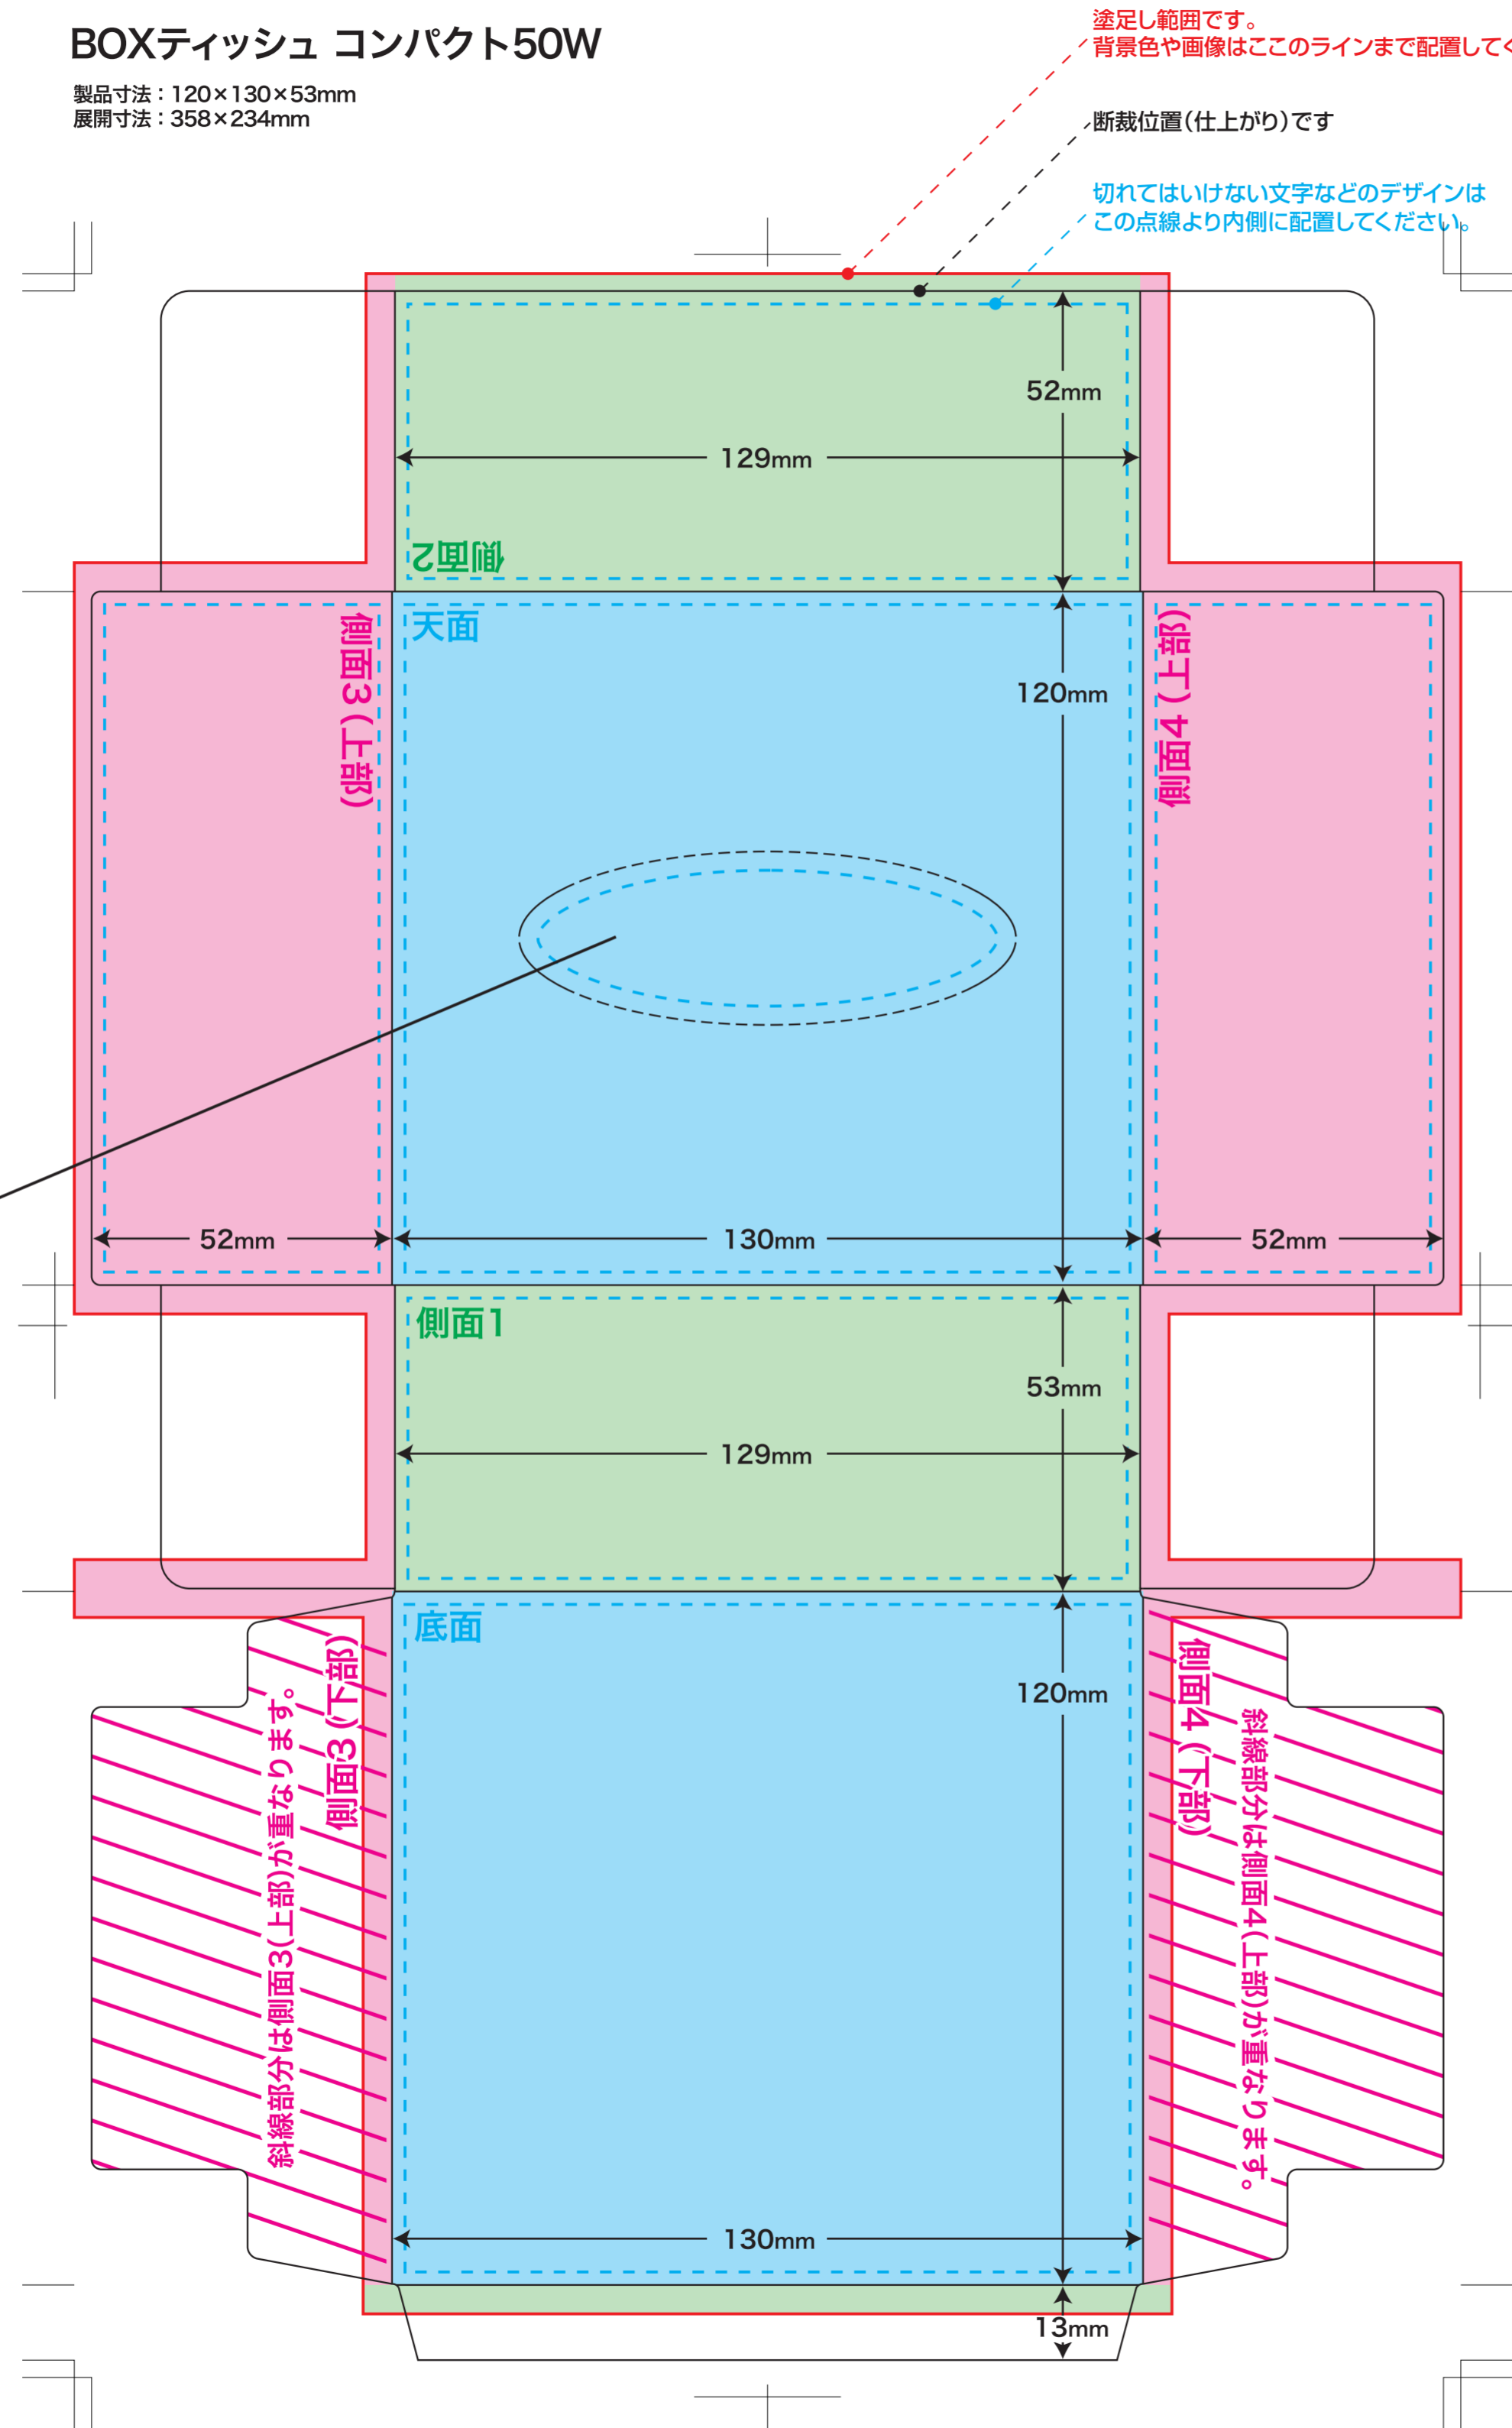 BOXティッシュ コンパクト50W
製品寸法：120×130×53mm
展開寸法：358×234mm
塗足し範囲です。
背景色や画像はここのラインまで配置してく
断裁位置（仕上がり）です
切れてはいけない文字などのデザインは
この点線より内側に配置してください。
52mm
129mm
側面2
側面3（上部）
天面
120mm
側面4（上部）
52mm
130mm
52mm
側面1
53mm
129mm
底面
側面3（下部）
斜線部分は側面3（上部）が重なります。
120mm
側面4（下部）
斜線部分は側面4（上部）が重なります。
130mm
13mm